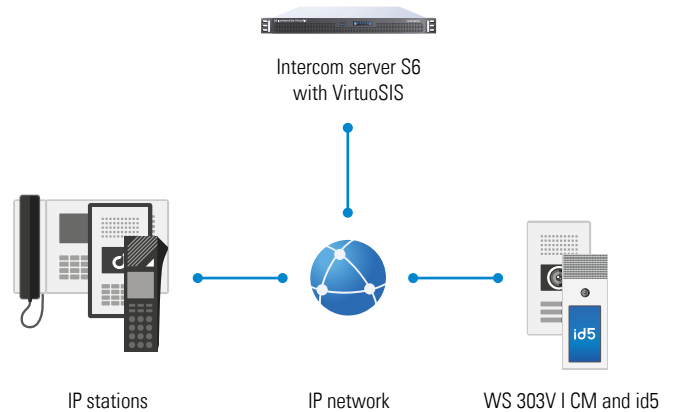 Intercom server S6
with VirtuoSIS
id5
IP stations
IP network
WS 303V I CM and id5